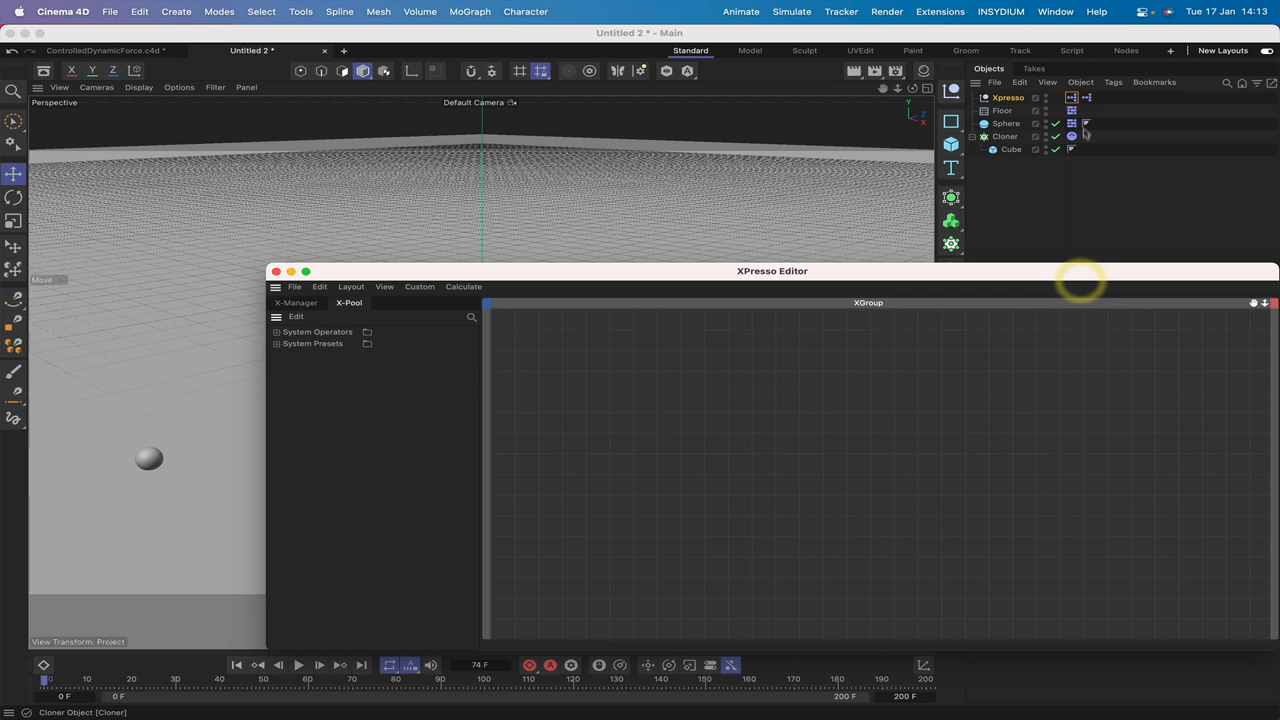 Cinema 4D File Edit Create Modes Select Tools Spline Mesh Volume MoGraph Character Animate Simulate Tracker Render Extensions INSYDIUM Window Help Tue 17 Jan 14:13
Untitled 2 * - Main
ControlledDynamicForce.c4d * Untitled 2 * Standard Model Sculpt UVEdit Paint Groom Track Script Nodes New Layouts
X Y Z Objects Takes
View Cameras Display Options Filter Panel File Edit View Object Tags Bookmarks
Perspective Default Camera Xpresso
Y
X
Z
Floor
Sphere
Cloner
Cube
Move
XPresso Editor
File Edit Layout View Custom Calculate
X-Manager X-Pool XGroup
Edit
System Operators
System Presets
View Transform: Project
74 F
0 10 20 30 40 50 60 70 80 90 100 110 120 130 140 150 160 170 180 190 200
0 F 0 F 200 F 200 F
Cloner Object [Cloner]